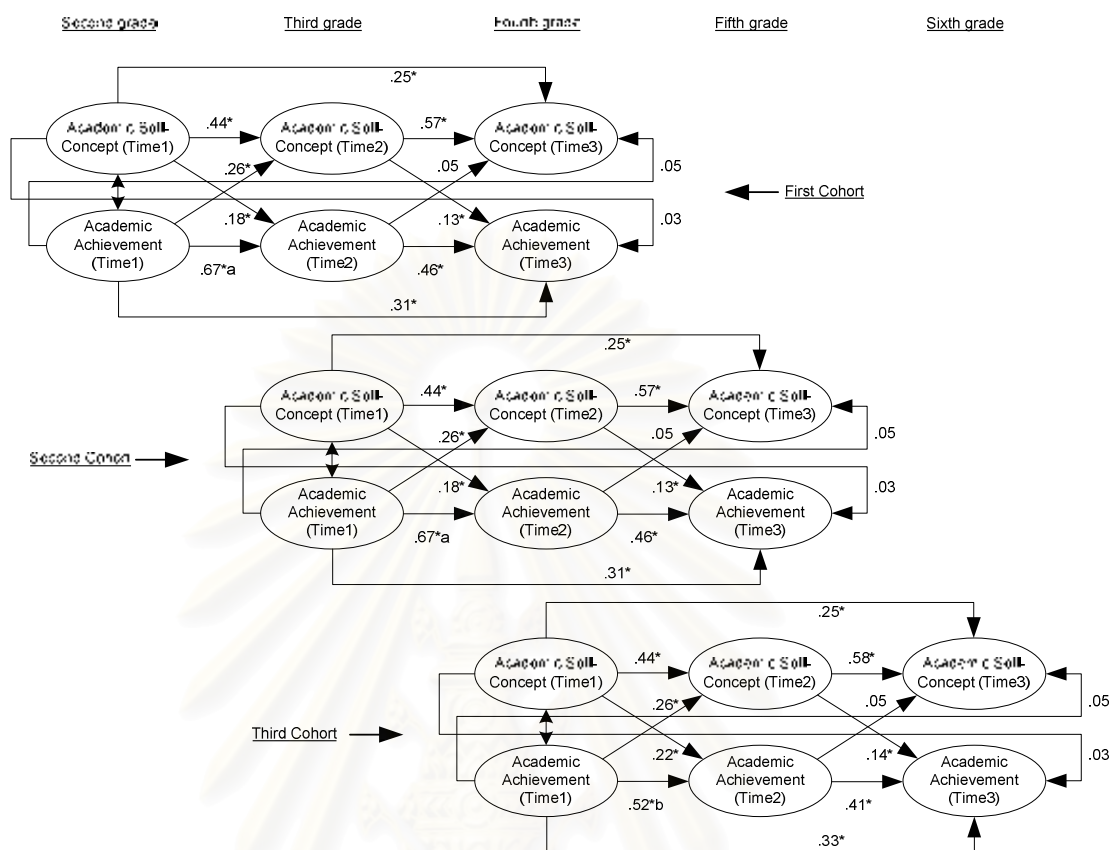 Second grade
Third grade
Fourth grade
Fifth grade
Sixth grade
.25*
Academic Self-
Concept (Time1)
.44*
Academic Self-
Concept (Time2)
.57*
Academic Self-
Concept (Time3)
.26*
.05
.05
First Cohort
.18*
.13*
.03
Academic
Achievement
(Time1)
.67*a
Academic
Achievement
(Time2)
.46*
Academic
Achievement
(Time3)
.31*
.25*
Academic Self-
Concept (Time1)
.44*
Academic Self-
Concept (Time2)
.57*
Academic Self-
Concept (Time3)
.26*
.05
.05
Second Cohort
.18*
.13*
.03
Academic
Achievement
(Time1)
.67*a
Academic
Achievement
(Time2)
.46*
Academic
Achievement
(Time3)
.31*
.25*
Academic Self-
Concept (Time1)
.44*
Academic Self-
Concept (Time2)
.58*
Academic Self-
Concept (Time3)
.26*
.05
.05
Third Cohort
.22*
.14*
.03
Academic
Achievement
(Time1)
.52*b
Academic
Achievement
(Time2)
.41*
Academic
Achievement
(Time3)
.33*